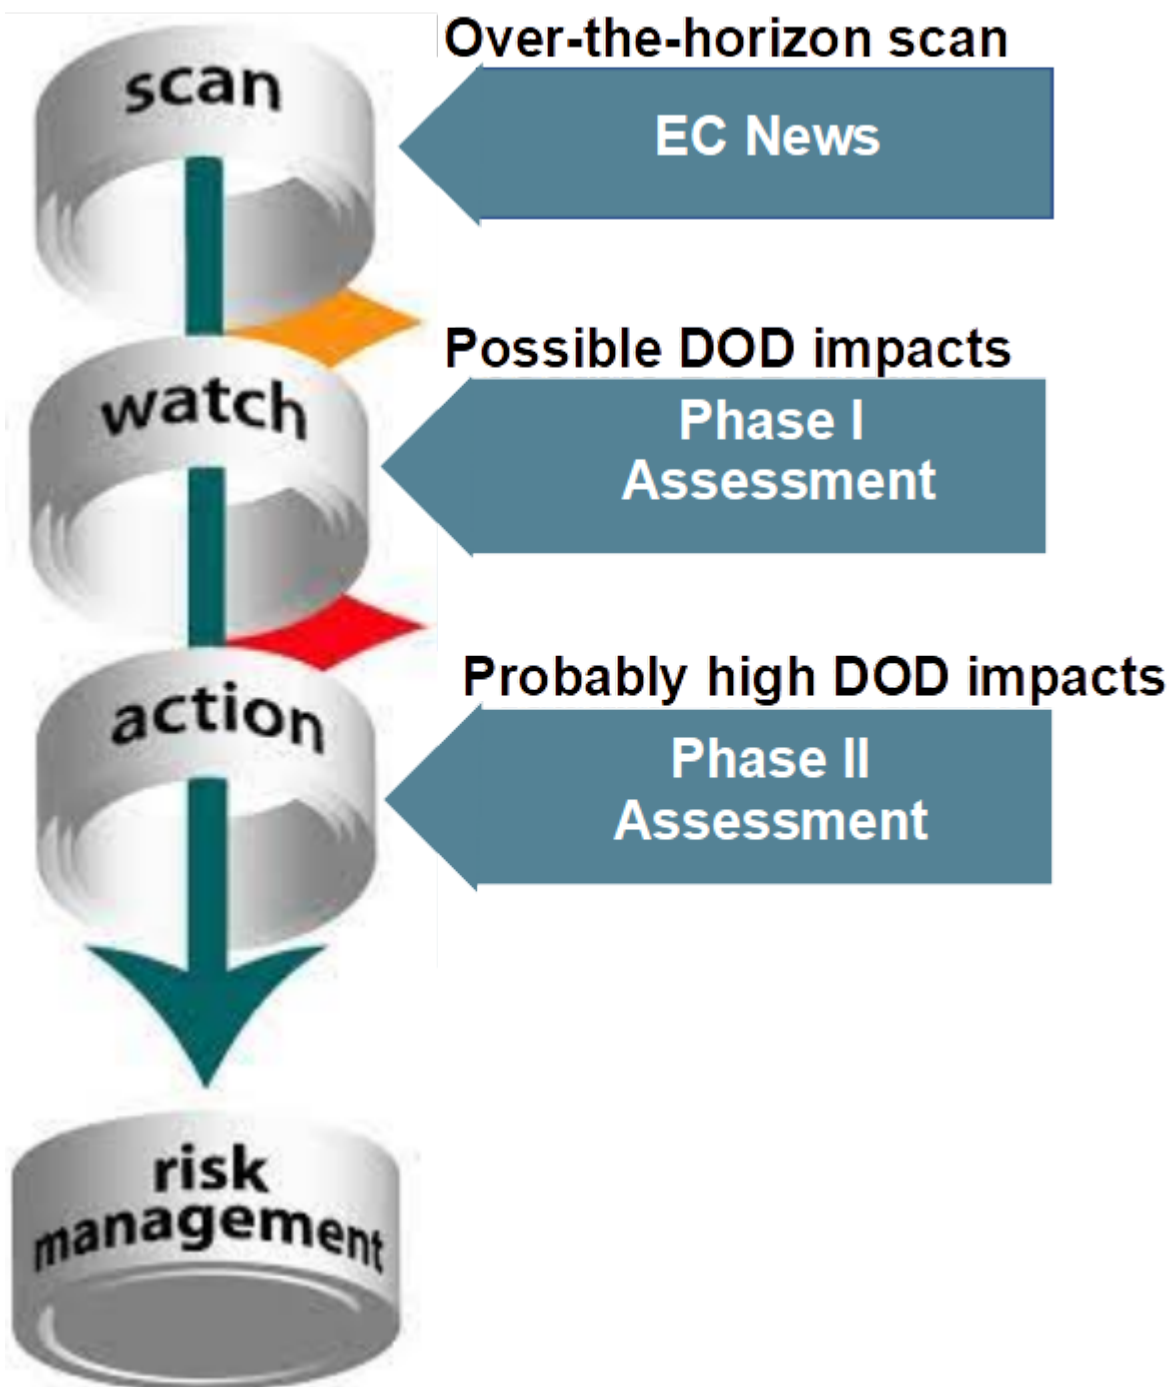 Over-the-horizon scan
scan
EC News
Possible DOD impacts
watch
Phase I
Assessment
Probably high DOD impacts
action
Phase II
Assessment
risk
management